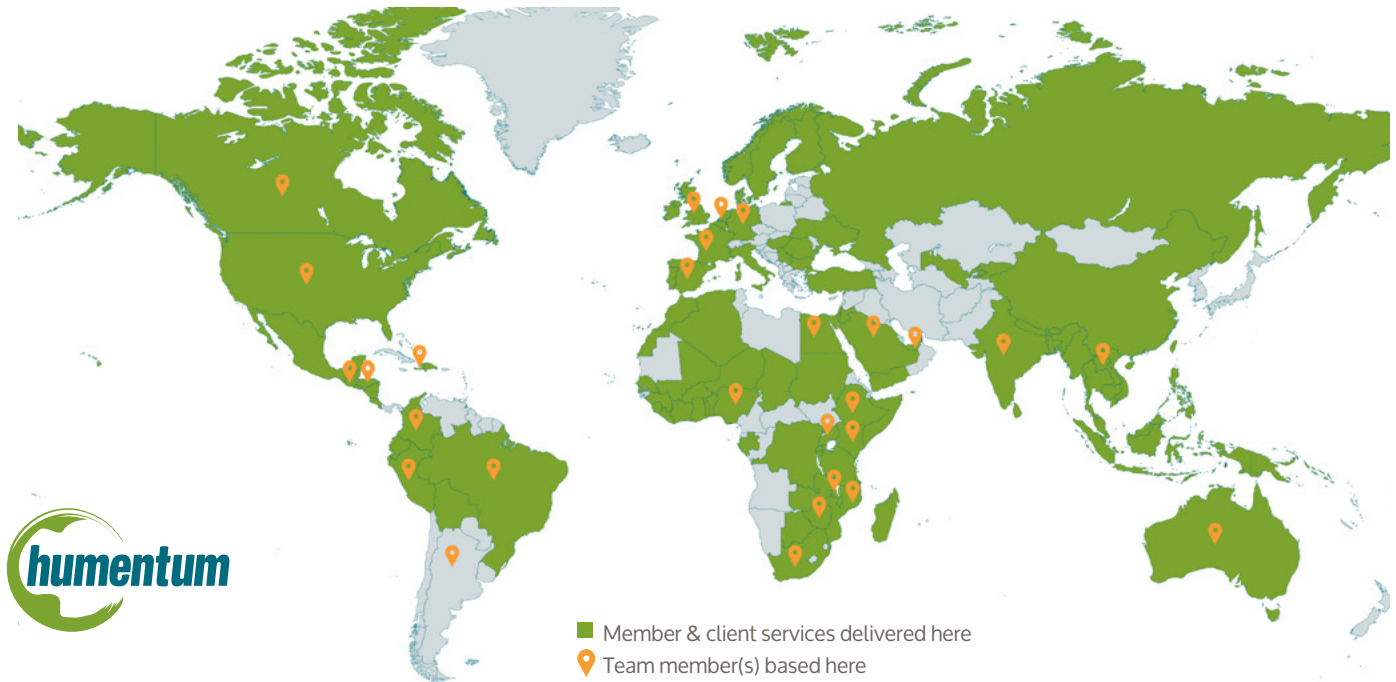 humentum
Member & client services delivered here
Team member(s) based here